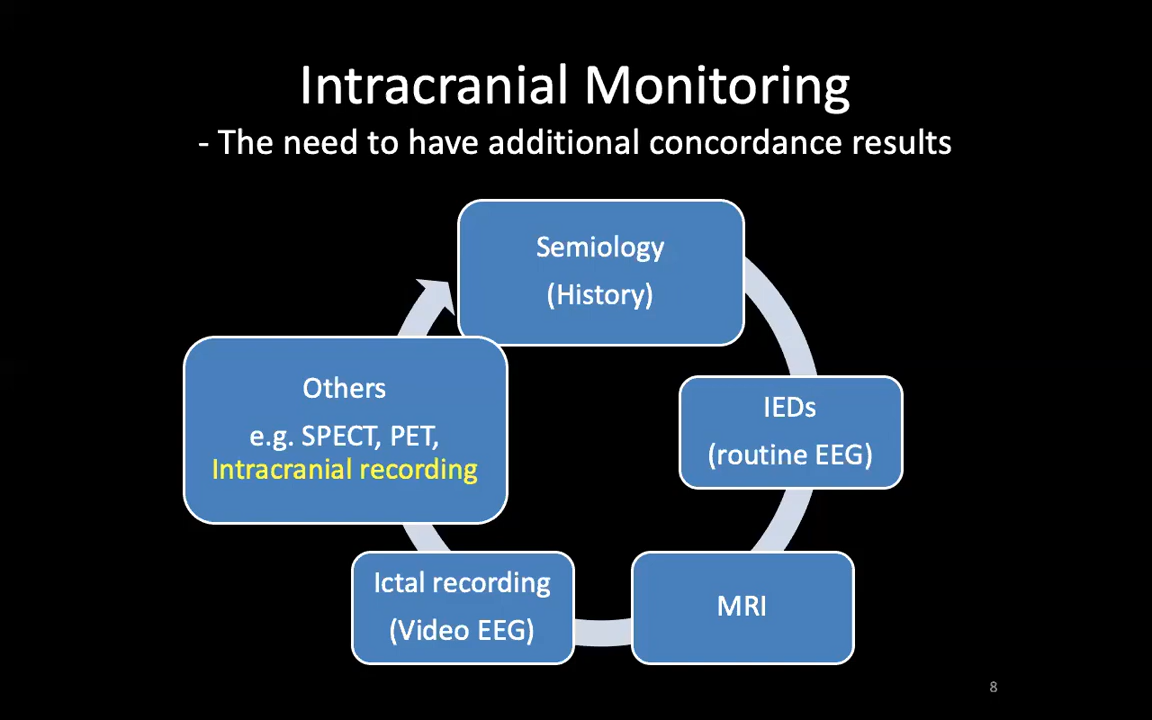 Intracranial Monitoring
- The need to have additional concordance results
Semiology
(History)
IEDs
(routine EEG)
MRI
Ictal recording
(Video EEG)
Others
e.g. SPECT, PET,
Intracranial recording
8